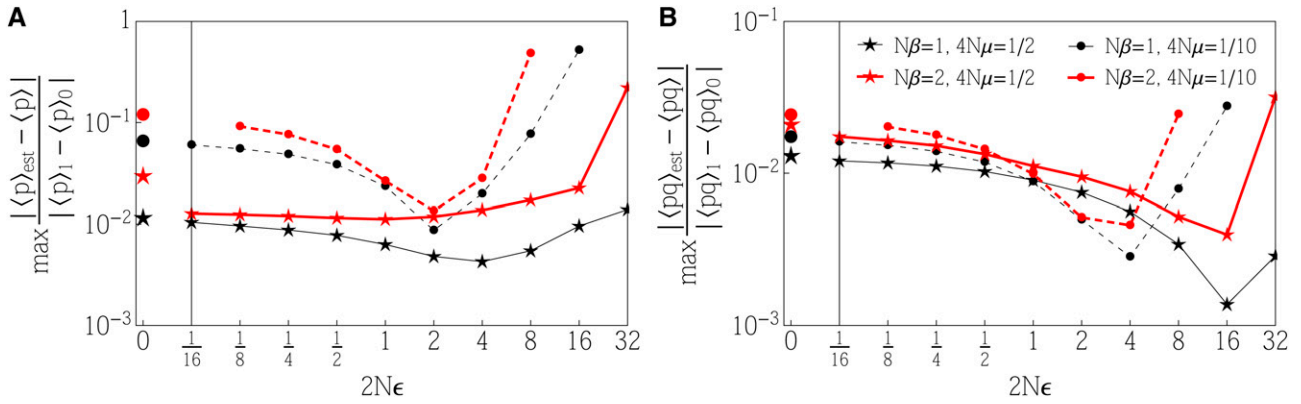 A
max |⟨p⟩est − ⟨p⟩| / |⟨p⟩1 − ⟨p⟩0|
1
10⁻¹
10⁻²
10⁻³
0 1/16 1/8 1/4 1/2 1 2 4 8 16 32
2Nϵ
B
max |⟨pq⟩est − ⟨pq⟩| / |⟨pq⟩1 − ⟨pq⟩0|
10⁻¹
10⁻²
10⁻³
Nβ=1, 4Nμ=1/2 Nβ=1, 4Nμ=1/10
Nβ=2, 4Nμ=1/2 Nβ=2, 4Nμ=1/10
0 1/16 1/8 1/4 1/2 1 2 4 8 16 32
2Nϵ